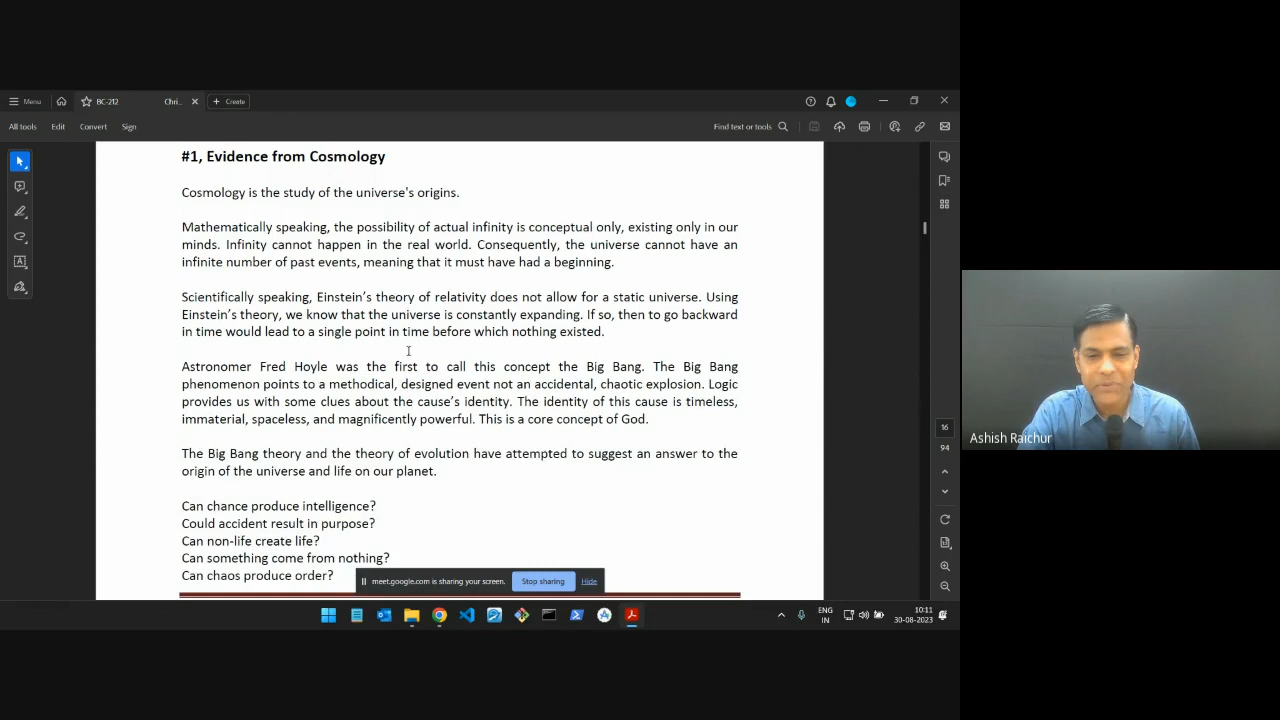 Menu
BC-212
Chri...
Create
All tools
Edit
Convert
Sign
Find text or tools
#1, Evidence from Cosmology
Cosmology is the study of the universe's origins.
Mathematically speaking, the possibility of actual infinity is conceptual only, existing only in our
minds. Infinity cannot happen in the real world. Consequently, the universe cannot have an
infinite number of past events, meaning that it must have had a beginning.
Scientifically speaking, Einstein's theory of relativity does not allow for a static universe. Using
Einstein's theory, we know that the universe is constantly expanding. If so, then to go backward
in time would lead to a single point in time before which nothing existed.
Astronomer Fred Hoyle was the first to call this concept the Big Bang. The Big Bang
phenomenon points to a methodical, designed event not an accidental, chaotic explosion. Logic
provides us with some clues about the cause's identity. The identity of this cause is timeless,
immaterial, spaceless, and magnificently powerful. This is a core concept of God.
The Big Bang theory and the theory of evolution have attempted to suggest an answer to the
origin of the universe and life on our planet.
Can chance produce intelligence?
Could accident result in purpose?
Can non-life create life?
Can something come from nothing?
Can chaos produce order?
meet.google.com is sharing your screen.
Stop sharing
Hide
16
94
Ashish Raichur
ENG
IN
10:11
30-08-2023